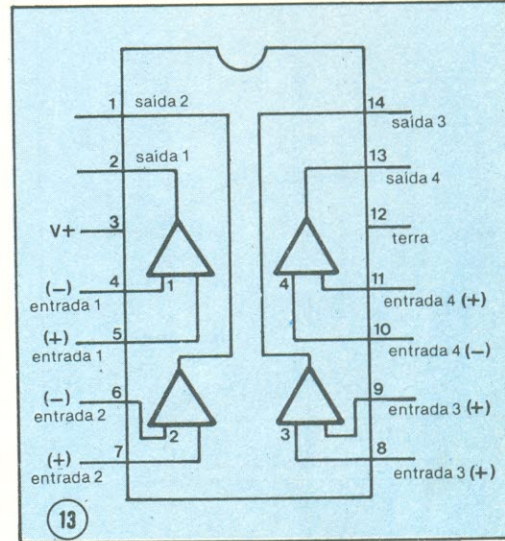 1 saída 2
2 saída 1
3
V+
(-) 4
entrada 1
1
(+) 5
entrada 1
(-) 6
entrada 2
2
(+) 7
entrada 2
14
saída 3
13
saída 4
12
terra
11
4
entrada 4 (+)
10
entrada 4 (-)
9
entrada 3 (+)
3
8
entrada 3 (+)
13